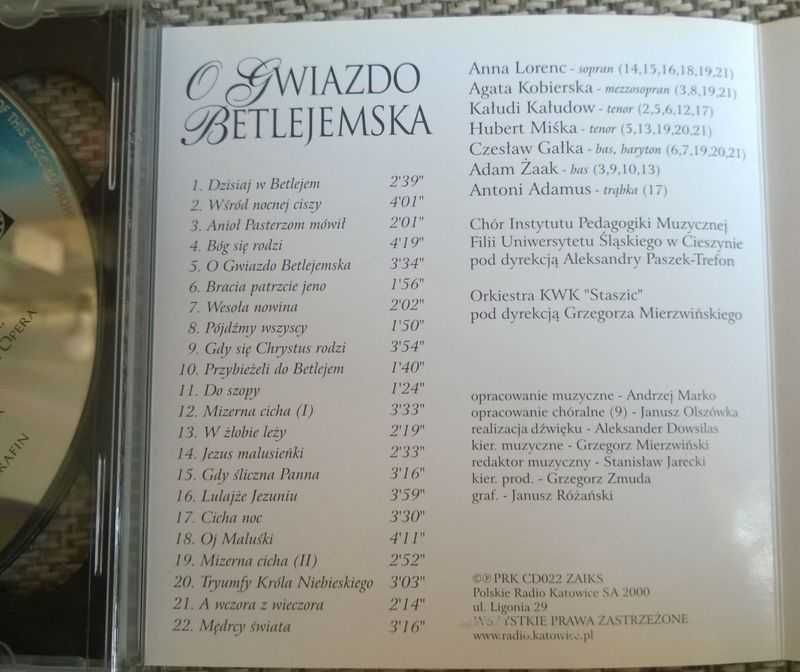 OF THIS RECORD PROD
OPERA
RAFIN
O GWIAZDO
BETLEJEMSKA
1. Dzisiaj w Betlejem 2'39"
2. Wśród nocnej ciszy 4'01"
3. Anioł Pasterzom mówił 2'01"
4. Bóg się rodzi 4'19"
5. O Gwiazdo Betlejemska 3'34"
6. Bracia patrzcie jeno 1'56"
7. Wesoła nowina 2'02"
8. Pójdźmy wszyscy 1'50"
9. Gdy się Chrystus rodzi 3'54"
10. Przybieżeli do Betlejem 1'40"
11. Do szopy 1'24"
12. Mizerna cicha (I) 3'33"
13. W żłobie leży 2'19"
14. Jezus malusieńki 2'33"
15. Gdy śliczna Panna 3'16"
16. Lulajże Jezuniu 3'59"
17. Cicha noc 3'30"
18. Oj Maluśki 4'11"
19. Mizerna cicha (II) 2'52"
20. Tryumfy Króla Niebieskiego 3'03"
21. A wczora z wieczora 2'14"
22. Mędrcy świata 3'16"
Anna Lorenc - sopran (14,15,16,18,19,21)
Agata Kobierska - mezzosopran (3,8,19,21)
Kałudi Kałudow - tenor (2,5,6,12,17)
Hubert Miśka - tenor (5,13,19,20,21)
Czesław Gałka - bas, baryton (6,7,19,20,21)
Adam Żaak - bas (3,9,10,13)
Antoni Adamus - trąbka (17)
Chór Instytutu Pedagogiki Muzycznej
Filii Uniwersytetu Śląskiego w Cieszynie
pod dyrekcją Aleksandry Paszek-Trefon
Orkiestra KWK "Staszic"
pod dyrekcją Grzegorza Mierzwińskiego
opracowanie muzyczne - Andrzej Marko
opracowanie chóralne (9) - Janusz Olszówka
realizacja dźwięku - Aleksander Dowsilas
kier. muzyczne - Grzegorz Mierzwiński
redaktor muzyczny - Stanisław Jarecki
kier. prod. - Grzegorz Zmuda
graf. - Janusz Różański
©℗ PRK CD022 ZAIKS
Polskie Radio Katowice SA 2000
ul. Ligonia 29
WSZYSTKIE PRAWA ZASTRZEŻONE
www.radio.katowice.pl